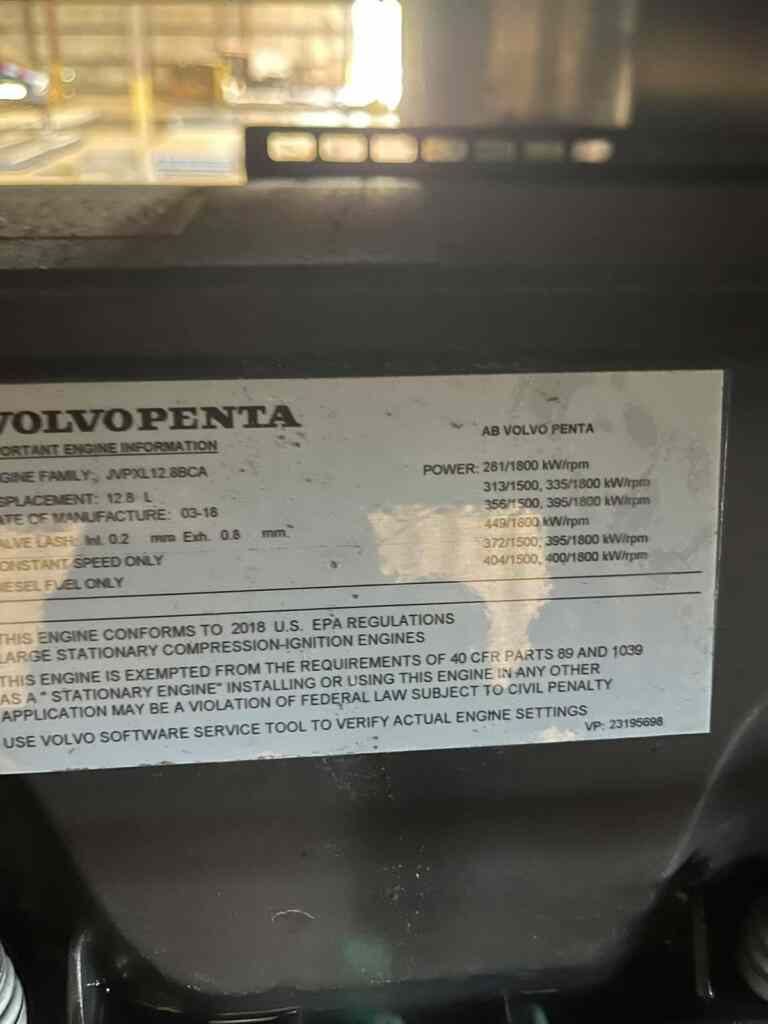 VOLVO PENTA
ORTANT ENGINE INFORMATION
GINE FAMILY: JVPXL12.8BCA
SPLACEMENT: 12.8 L
ATE OF MANUFACTURE: 03-18
ALVE LASH: Inl. 0.2 mm Exh. 0.8 mm.
ONSTANT SPEED ONLY
IESEL FUEL ONLY
AB VOLVO PENTA
POWER: 281/1800 kW/rpm
313/1500, 335/1800 kW/rpm
356/1500, 395/1800 kW/rpm
449/1800 kW/rpm
372/1500, 395/1800 kW/rpm
404/1500, 400/1800 kW/rpm
THIS ENGINE CONFORMS TO 2018 U.S. EPA REGULATIONS
LARGE STATIONARY COMPRESSION-IGNITION ENGINES
THIS ENGINE IS EXEMPTED FROM THE REQUIREMENTS OF 40 CFR PARTS 89 AND 1039
AS A " STATIONARY ENGINE" INSTALLING OR USING THIS ENGINE IN ANY OTHER
APPLICATION MAY BE A VIOLATION OF FEDERAL LAW SUBJECT TO CIVIL PENALTY
USE VOLVO SOFTWARE SERVICE TOOL TO VERIFY ACTUAL ENGINE SETTINGS
VP: 23195698